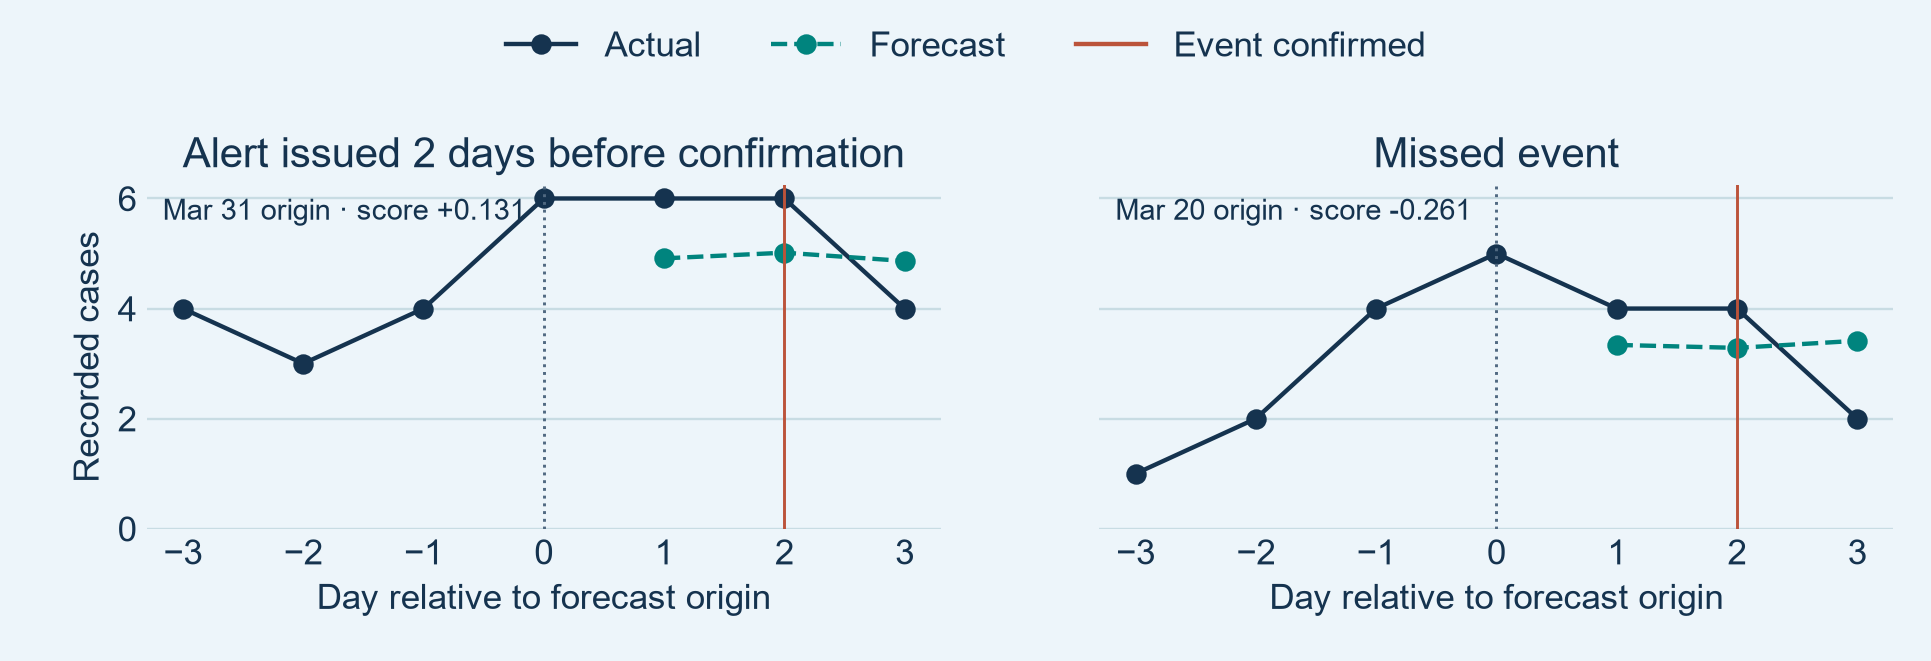 Actual Forecast Event confirmed
Alert issued 2 days before confirmation
Mar 31 origin · score +0.131
Recorded cases
6
4
2
0
−3 −2 −1 0 1 2 3
Day relative to forecast origin
Missed event
Mar 20 origin · score -0.261
−3 −2 −1 0 1 2 3
Day relative to forecast origin